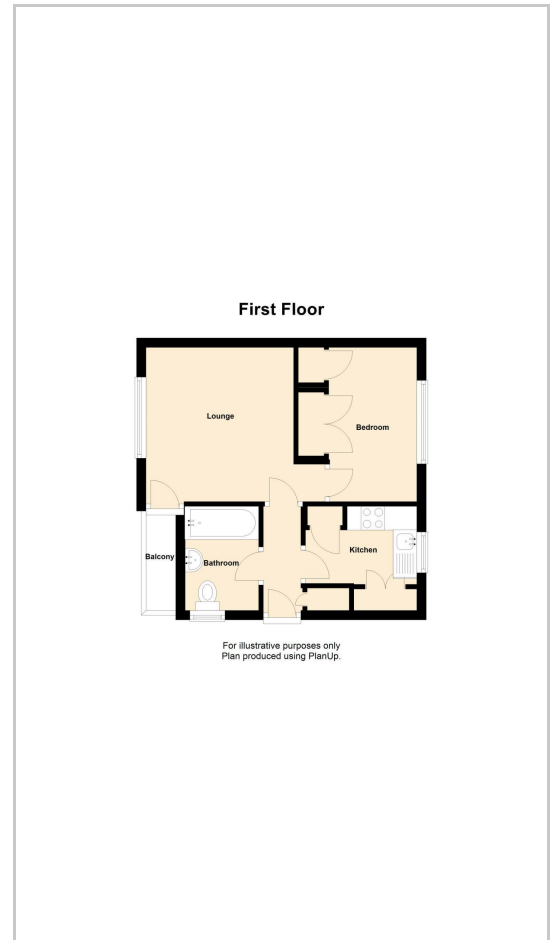 First Floor
Lounge
Bedroom
Kitchen
Balcony
Bathroom
For illustrative purposes only
Plan produced using PlanUp.